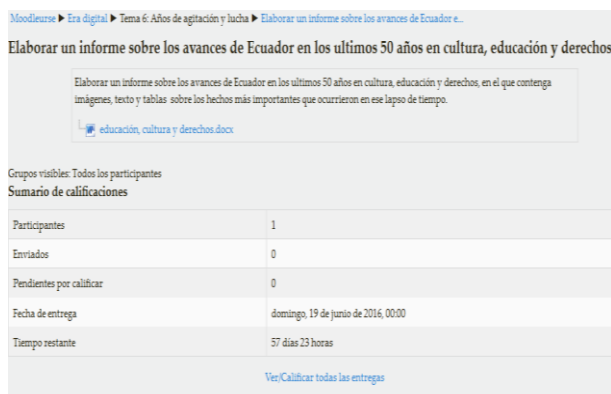 Moodleurse ▶ Era digital ▶ Tema 6: Años de agitación y lucha ▶ Elaborar un informe sobre los avances de Ecuador e...
Elaborar un informe sobre los avances de Ecuador en los ultimos 50 años en cultura, educación y derechos
Elaborar un informe sobre los avances de Ecuador en los ultimos 50 años en cultura, educación y derechos, en el que contenga
imágenes, texto y tablas sobre los hechos más importantes que ocurrieron en ese lapso de tiempo.
educación, cultura y derechos.docx
Grupos visibles: Todos los participantes
Sumario de calificaciones
Participantes 1
Enviados 0
Pendientes por calificar 0
Fecha de entrega domingo, 19 de junio de 2016, 00:00
Tiempo restante 57 días 23 horas
Ver/Calificar todas las entregas